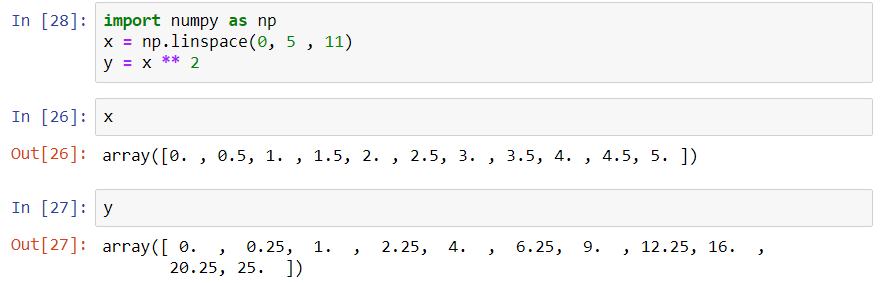 In [28]: import numpy as np
x = np.linspace(0, 5 , 11)
y = x ** 2
In [26]: x
Out[26]: array([0. , 0.5, 1. , 1.5, 2. , 2.5, 3. , 3.5, 4. , 4.5, 5. ])
In [27]: y
Out[27]: array([ 0.  ,  0.25,  1.  ,  2.25,  4.  ,  6.25,  9.  , 12.25, 16.  ,
20.25, 25.  ])